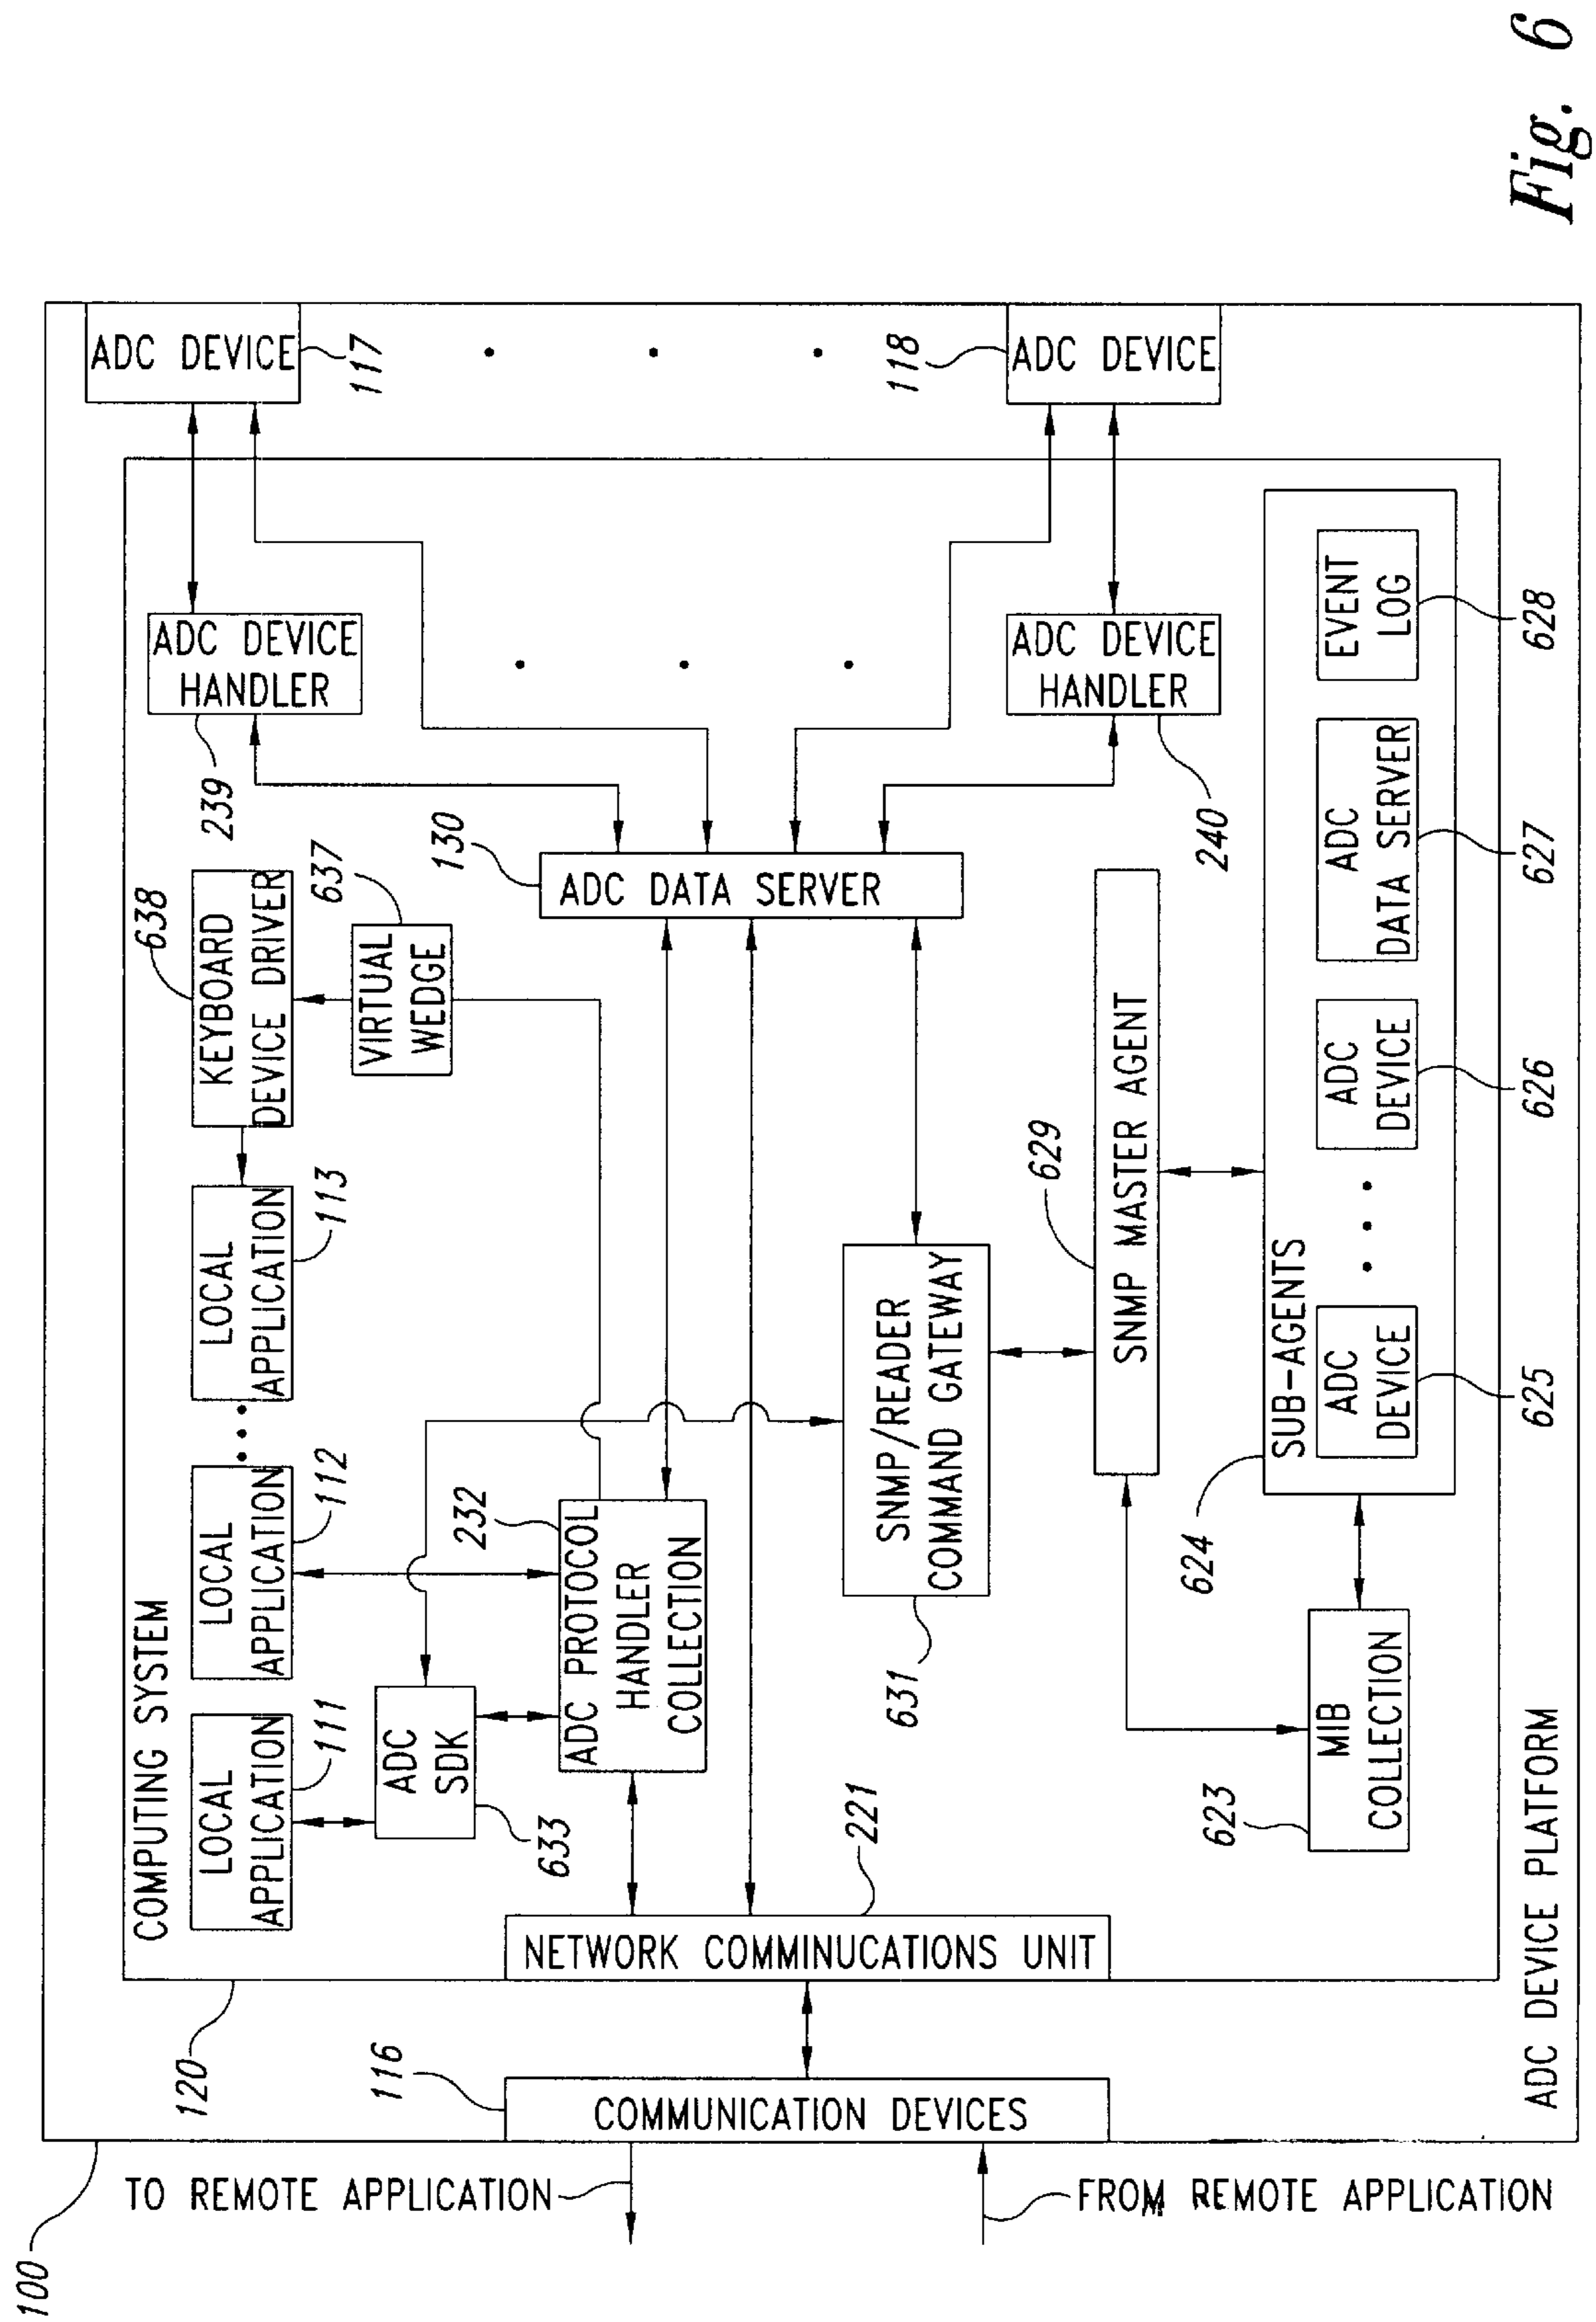 100
TO REMOTE APPLICATION
FROM REMOTE APPLICATION
116
COMMUNICATION DEVICES
120
COMPUTING SYSTEM
NETWORK COMMINUCATIONS UNIT
221
LOCAL
APPLICATION
111
LOCAL
APPLICATION
112
LOCAL
APPLICATION
113
KEYBOARD
DEVICE DRIVER
638
VIRTUAL
WEDGE
637
ADC
SDK
633
ADC PROTOCOL
HANDLER
COLLECTION
232
ADC DATA SERVER
130
ADC DEVICE
HANDLER
239
ADC DEVICE
117
ADC DEVICE
118
ADC DEVICE
HANDLER
240
SNMP/READER
COMMAND GATEWAY
631
SNMP MASTER AGENT
629
MIB
COLLECTION
623
SUB-AGENTS
624
ADC
DEVICE
625
ADC
DEVICE
626
ADC
DATA SERVER
627
EVENT
LOG
628
ADC DEVICE PLATFORM
Fig. 6